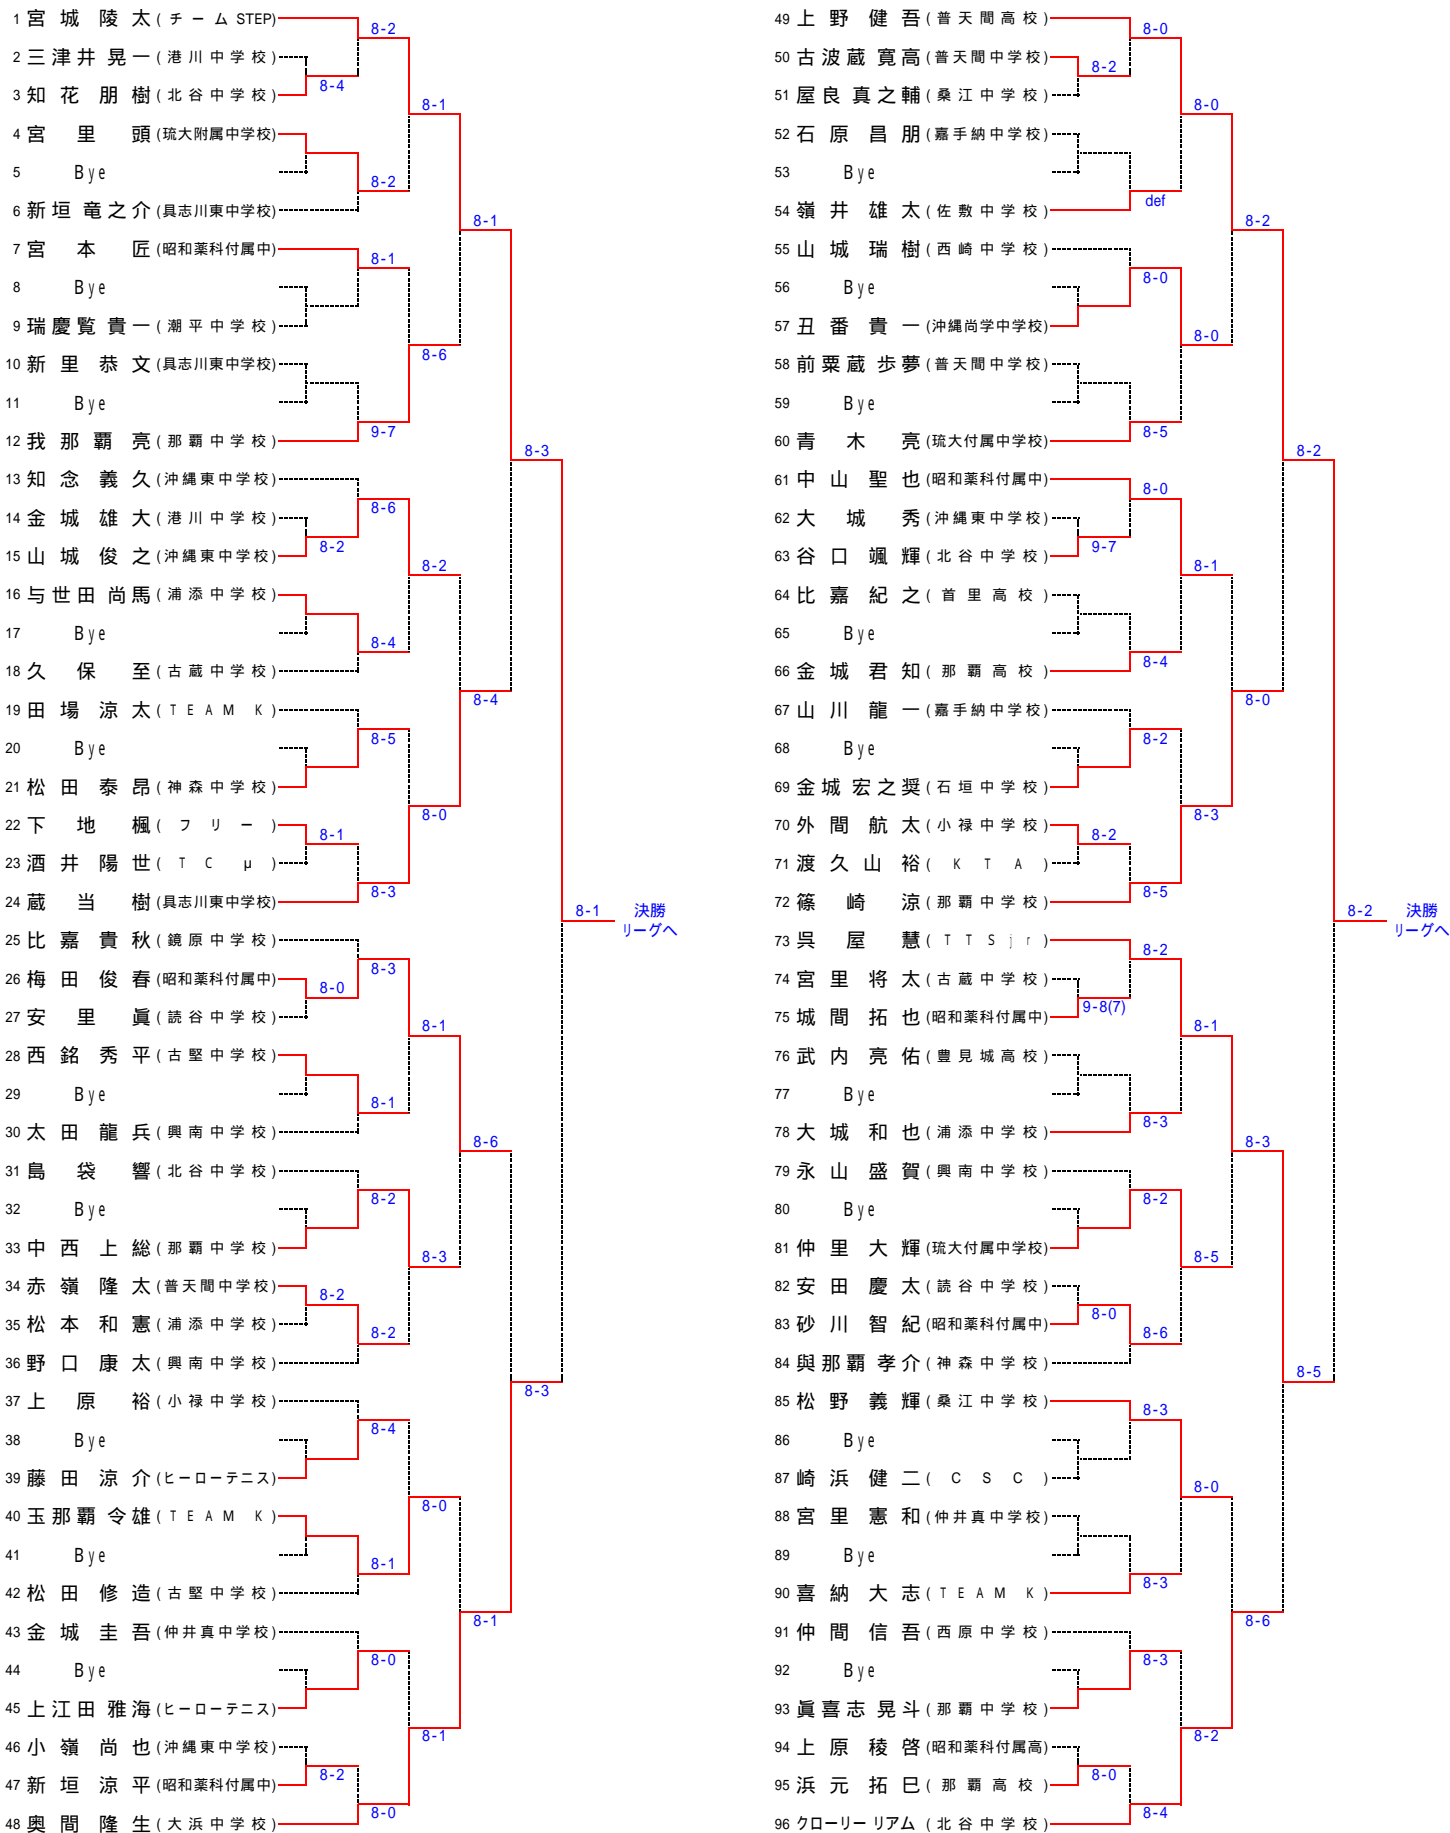 1 宮城 陵太 (チームSTEP)
8-2
2 三津井 晃一 (港川中学校)
8-4
3 知花 朋樹 (北谷中学校)
8-1
4 宮里 頭 (琉大附属中学校)
5 Bye
8-2
6 新垣 竜之介 (具志川東中学校)
8-1
7 宮本 匠 (昭和薬科付属中)
8-1
8 Bye
9 瑞慶覧 貴一 (潮平中学校)
8-6
10 新里 恭文 (具志川東中学校)
11 Bye
9-7
12 我那覇 亮 (那覇中学校)
8-3
13 知念 義久 (沖縄東中学校)
8-6
14 金城 雄大 (港川中学校)
8-2
15 山城 俊之 (沖縄東中学校)
8-2
16 与世田 尚馬 (浦添中学校)
17 Bye
8-4
18 久保 至 (古蔵中学校)
8-4
19 田場 涼太 (TEAM K)
8-5
20 Bye
21 松田 泰昂 (神森中学校)
8-0
22 下地 楓 (フリー)
8-1
23 酒井 陽世 (TC μ)
8-3
24 蔵当 樹 (具志川東中学校)
8-1 決勝
リーグへ
25 比嘉 貴秋 (鏡原中学校)
8-3
26 梅田 俊春 (昭和薬科付属中)
8-0
27 安里 眞 (読谷中学校)
8-1
28 西銘 秀平 (古堅中学校)
29 Bye
8-1
30 太田 龍兵 (興南中学校)
8-6
31 島袋 響 (北谷中学校)
8-2
32 Bye
33 中西 上総 (那覇中学校)
8-3
34 赤嶺 隆太 (普天間中学校)
8-2
35 松本 和憲 (浦添中学校)
8-2
36 野口 康太 (興南中学校)
8-3
37 上原 裕 (小禄中学校)
8-4
38 Bye
39 藤田 涼介 (ヒーローテニス)
8-0
40 玉那覇 令雄 (TEAM K)
41 Bye
8-1
42 松田 修造 (古堅中学校)
8-1
43 金城 圭吾 (仲井真中学校)
8-0
44 Bye
45 上江田 雅海 (ヒーローテニス)
8-1
46 小嶺 尚也 (沖縄東中学校)
8-2
47 新垣 涼平 (昭和薬科付属中)
8-0
48 奥間 隆生 (大浜中学校)
49 上野 健吾 (普天間高校)
8-0
50 古波蔵 寛高 (普天間中学校)
8-2
51 屋良 真之輔 (桑江中学校)
8-0
52 石原 昌朋 (嘉手納中学校)
53 Bye
def
54 嶺井 雄太 (佐敷中学校)
8-2
55 山城 瑞樹 (西崎中学校)
8-0
56 Bye
57 丑番 貴一 (沖縄尚学中学校)
8-0
58 前粟蔵 歩夢 (普天間中学校)
59 Bye
8-5
60 青木 亮 (琉大付属中学校)
8-2
61 中山 聖也 (昭和薬科付属中)
8-0
62 大城 秀 (沖縄東中学校)
9-7
63 谷口 颯輝 (北谷中学校)
8-1
64 比嘉 紀之 (首里高校)
65 Bye
8-4
66 金城 君知 (那覇高校)
8-0
67 山川 龍一 (嘉手納中学校)
8-2
68 Bye
69 金城 宏之奨 (石垣中学校)
8-3
70 外間 航太 (小禄中学校)
8-2
71 渡久山 裕 (KTA)
8-5
72 篠崎 涼 (那覇中学校)
8-2 決勝
リーグへ
73 呉屋 慧 (TTSjr)
8-2
74 宮里 将太 (古蔵中学校)
9-8(7)
75 城間 拓也 (昭和薬科付属中)
8-1
76 武内 亮佑 (豊見城高校)
77 Bye
8-3
78 大城 和也 (浦添中学校)
8-3
79 永山 盛賀 (興南中学校)
8-2
80 Bye
81 仲里 大輝 (琉大付属中学校)
8-5
82 安田 慶太 (読谷中学校)
8-0
83 砂川 智紀 (昭和薬科付属中)
8-6
84 與那覇 孝介 (神森中学校)
8-5
85 松野 義輝 (桑江中学校)
8-3
86 Bye
87 崎浜 健二 (CSC)
8-0
88 宮里 憲和 (仲井真中学校)
89 Bye
8-3
90 喜納 大志 (TEAM K)
8-6
91 仲間 信吾 (西原中学校)
8-3
92 Bye
93 眞喜志 晃斗 (那覇中学校)
8-2
94 上原 稜啓 (昭和薬科付属高)
8-0
95 浜元 拓巳 (那覇高校)
8-4
96 クローリー リアム (北谷中学校)